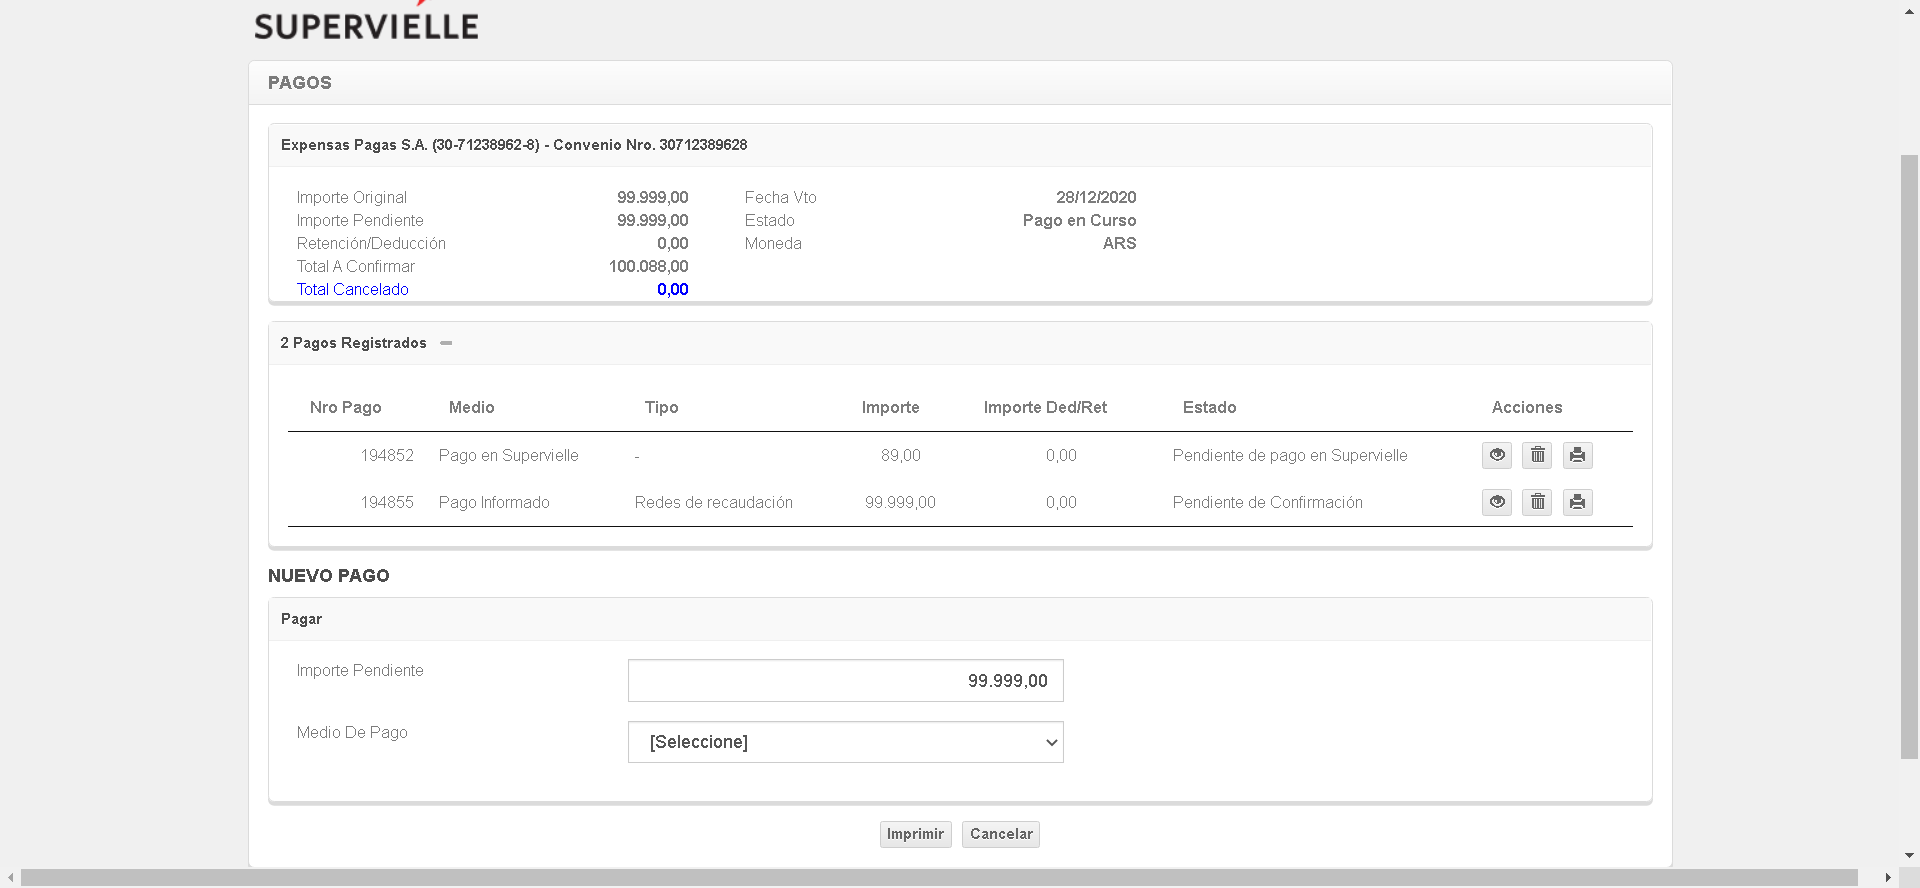 SUPERVIELLE
PAGOS
Expensas Pagas S.A. (30-71238962-8) - Convenio Nro. 30712389628
Importe Original 99.999,00 Fecha Vto 28/12/2020
Importe Pendiente 99.999,00 Estado Pago en Curso
Retención/Deducción 0,00 Moneda ARS
Total A Confirmar 100.088,00
Total Cancelado 0,00
2 Pagos Registrados
Nro Pago Medio Tipo Importe Importe Ded/Ret Estado Acciones
194852 Pago en Supervielle - 89,00 0,00 Pendiente de pago en Supervielle
194855 Pago Informado Redes de recaudación 99.999,00 0,00 Pendiente de Confirmación
NUEVO PAGO
Pagar
Importe Pendiente 99.999,00
Medio De Pago [Seleccione]
Imprimir Cancelar